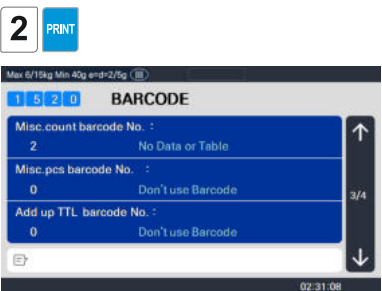 2 PRINT
Max 6/15kg Min 40g e=d=2/5g (III)
1 5 2 0 BARCODE
Misc.count barcode No. :
2 No Data or Table
Misc.pcs barcode No. :
0 Don't use Barcode
3/4
Add up TTL barcode No. :
0 Don't use Barcode
02:31:08